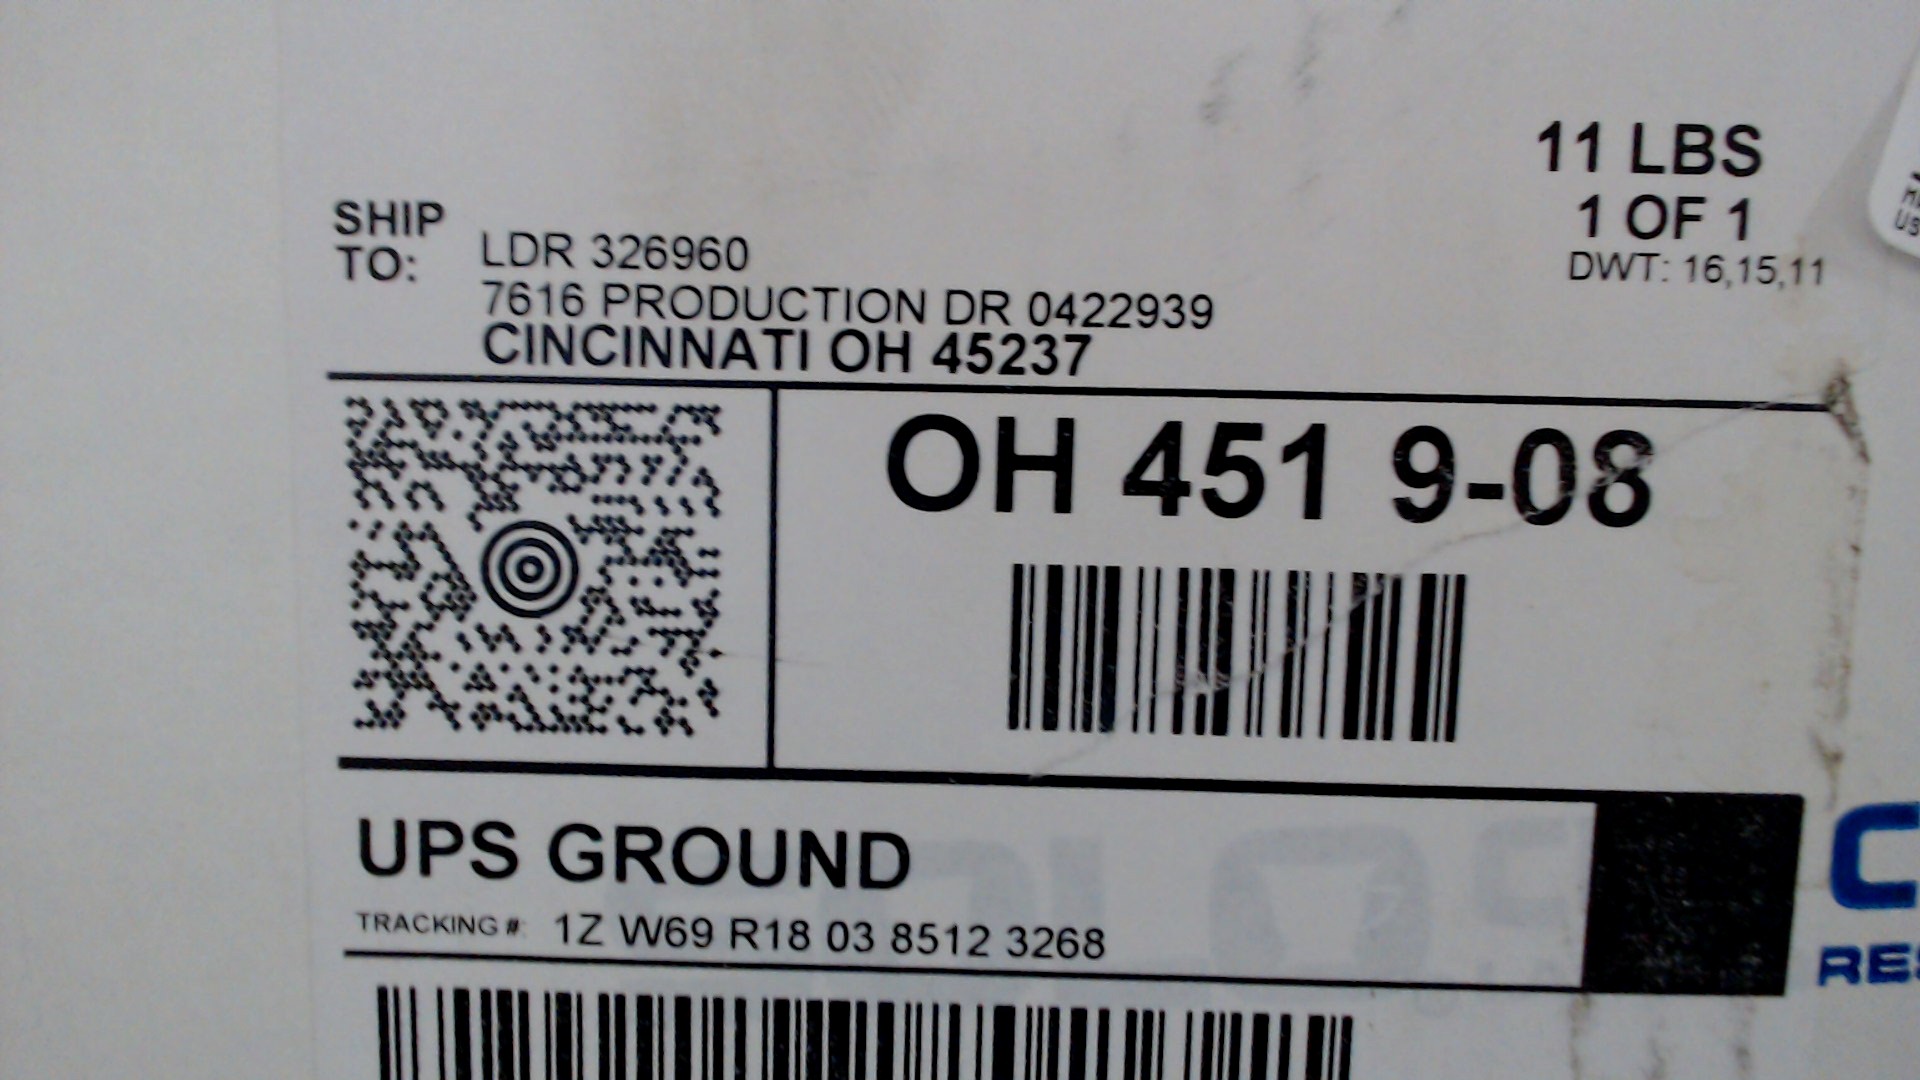 11 LBS
1 OF 1
DWT: 16,15,11
SHIP
TO:
LDR 326960
7616 PRODUCTION DR 0422939
CINCINNATI OH 45237
OH 451 9-08
UPS GROUND
TRACKING #: 1Z W69 R18 03 8512 3268